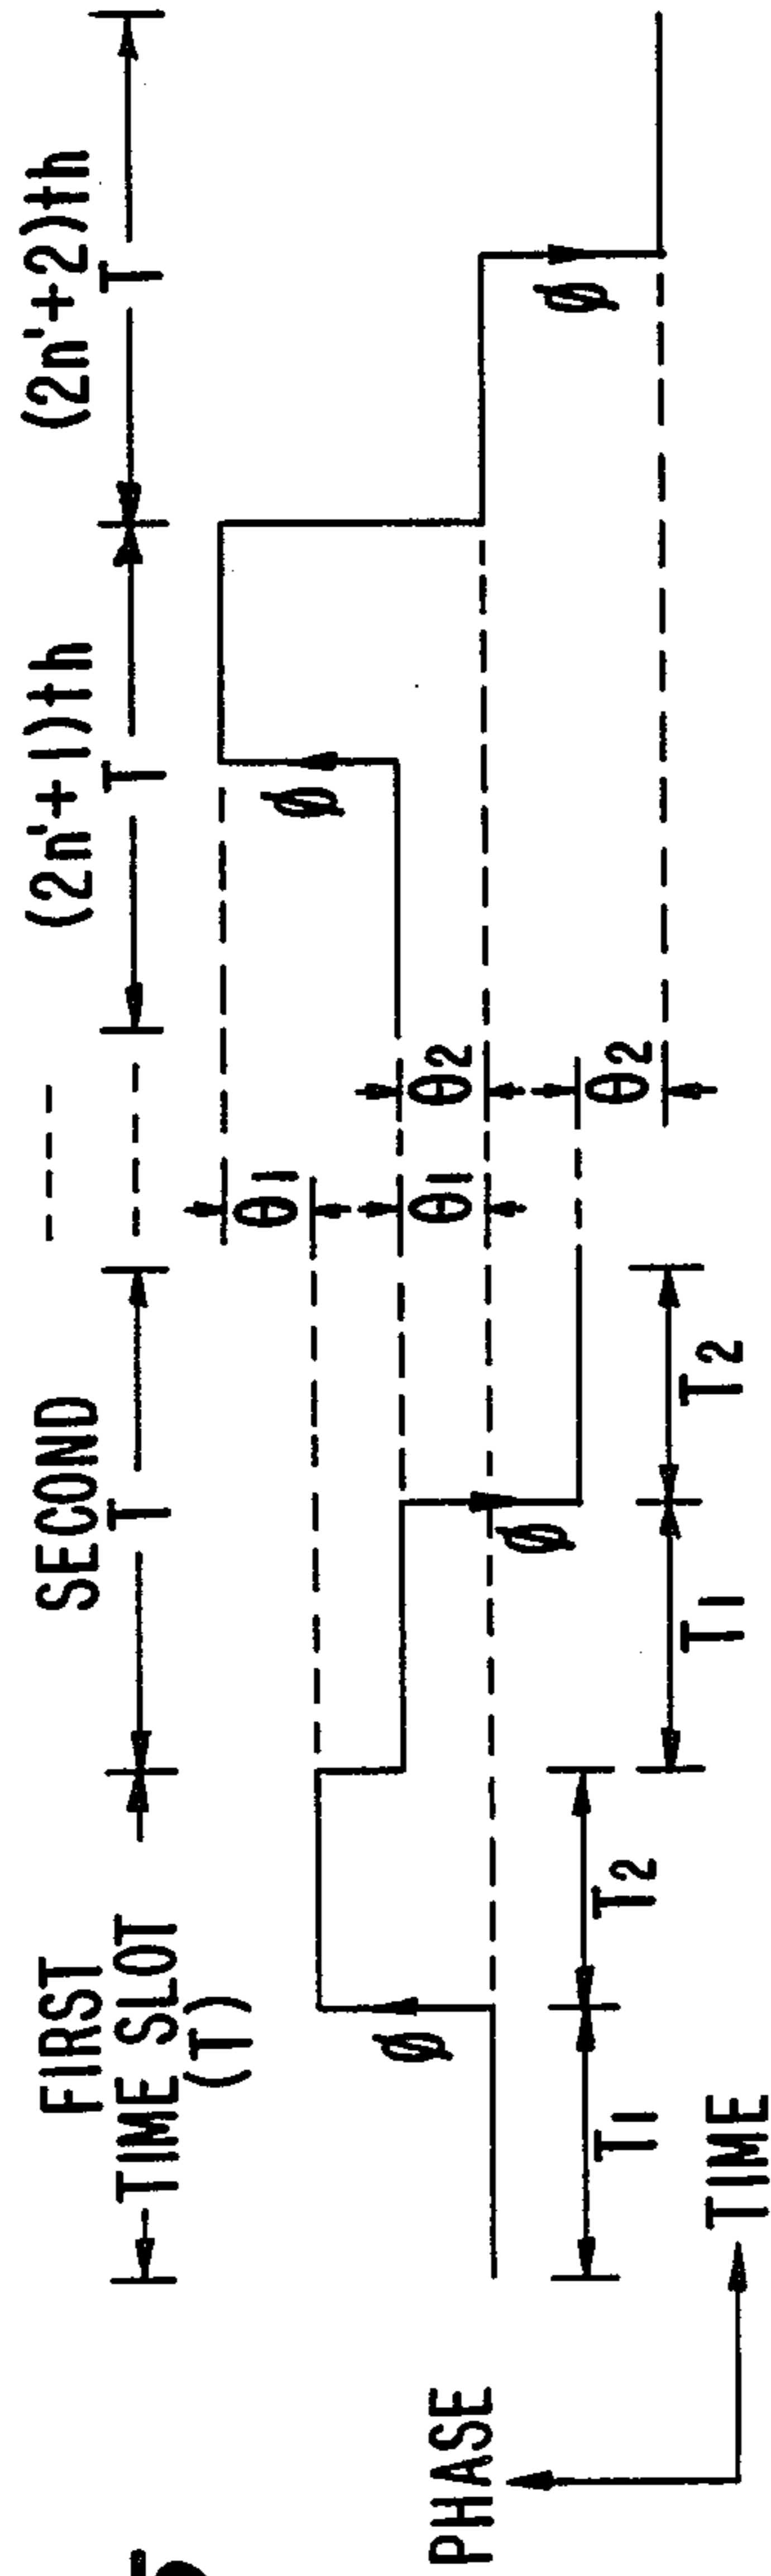 FIRST
TIME SLOT
(T)
SECOND
T
----
(2n'+1)th
T
(2n'+2)th
T
ø
ø
ø
ø
θ1
θ1
θ2
θ2
T1
T2
T1
T2
PHASE
TIME
5